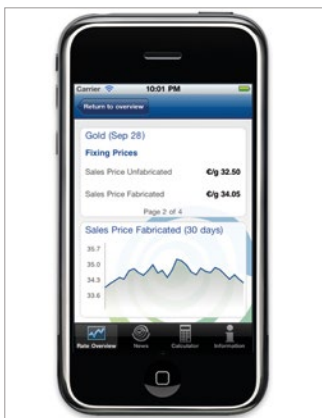 Carrier 10:01 PM
Return to overview
Gold (Sep 28)
Fixing Prices
Sales Price Unfabricated €/g 32.50
Sales Price Fabricated €/g 34.05
Page 2 of 4
Sales Price Fabricated (30 days)
35.7
35.0
34.3
33.6
Rate Overview News Calculator Information